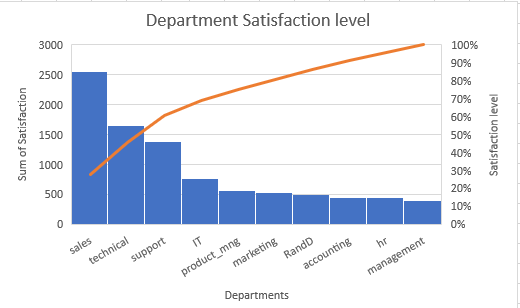 Department Satisfaction level
3000
2500
2000
1500
1000
500
0
Sum of Satisfaction
100%
90%
80%
70%
60%
50%
40%
30%
20%
10%
0%
Satisfaction level
sales
technical
support
IT
product_mng
marketing
RandD
accounting
hr
management
Departments